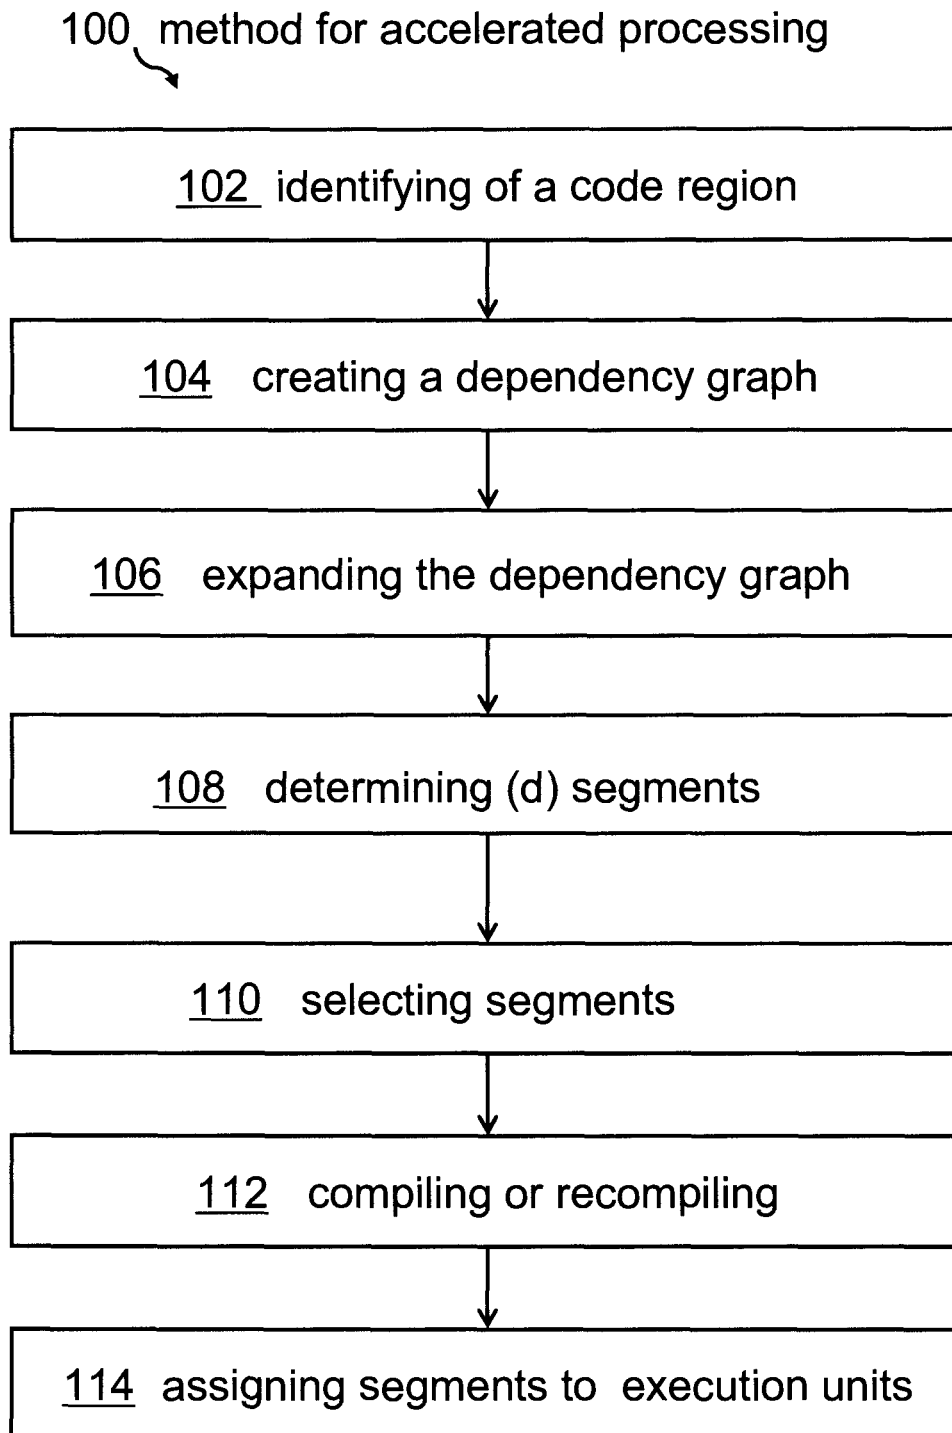 100 method for accelerated processing
102 identifying of a code region
104 creating a dependency graph
106 expanding the dependency graph
108 determining (d) segments
110 selecting segments
112 compiling or recompiling
114 assigning segments to execution units